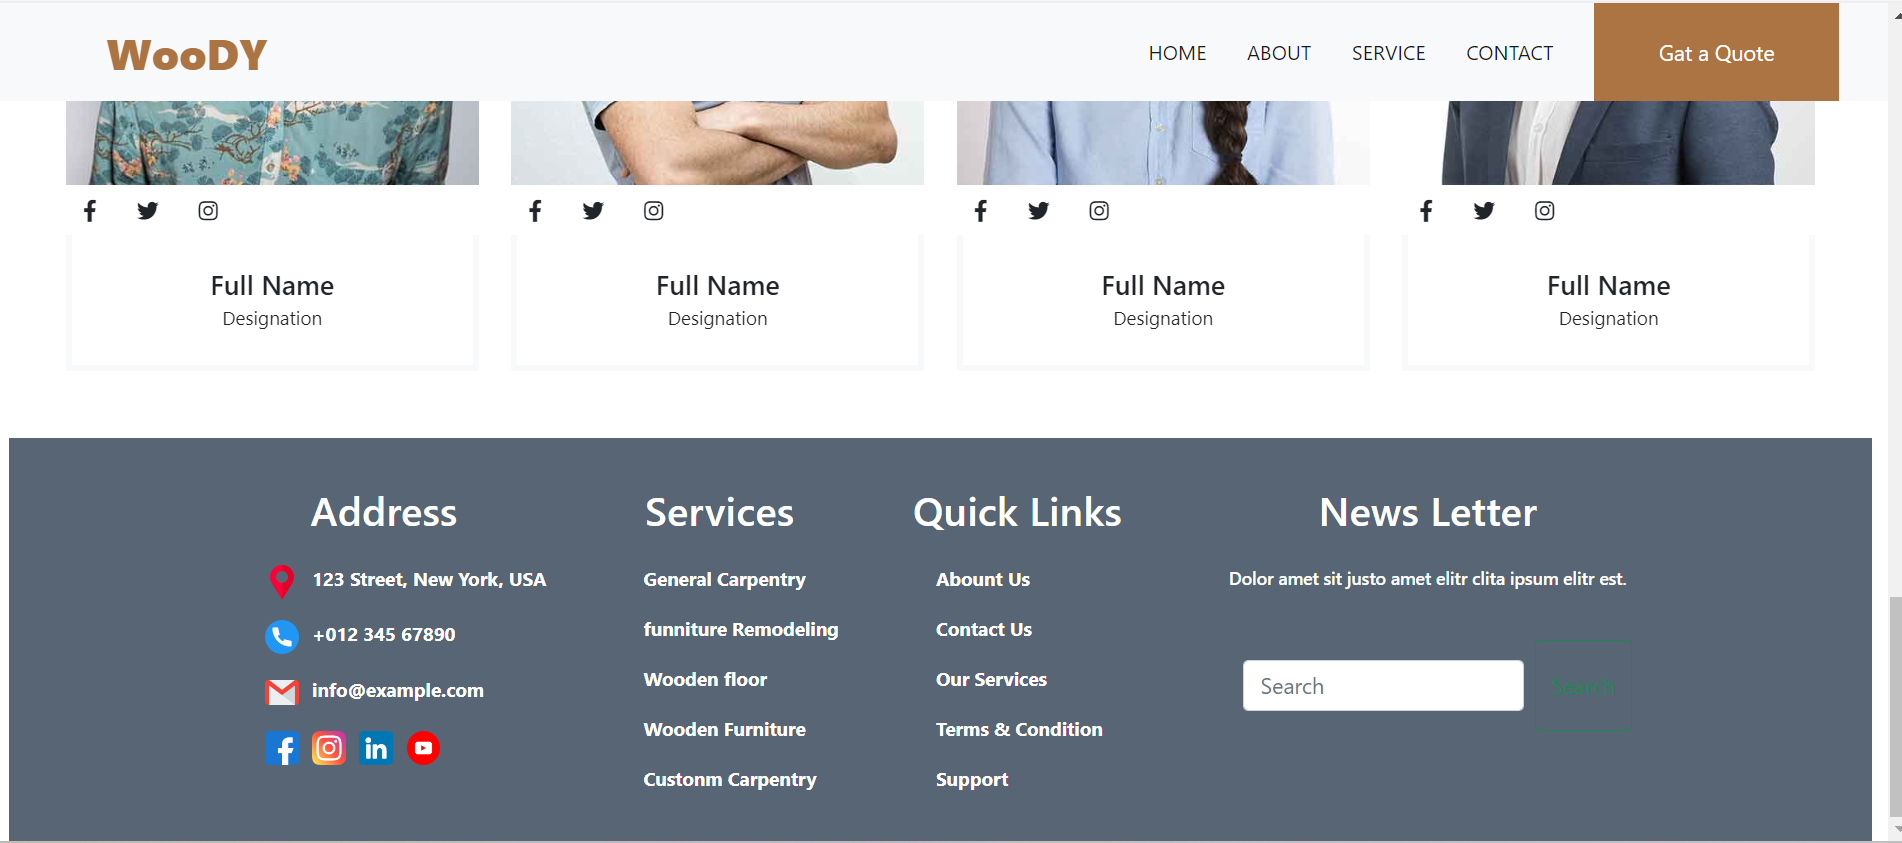 WooDY
HOME ABOUT SERVICE CONTACT Gat a Quote
Full Name Full Name Full Name Full Name
Designation Designation Designation Designation
Address
123 Street, New York, USA
+012 345 67890
info@example.com
Services
General Carpentry
funniture Remodeling
Wooden floor
Wooden Furniture
Custonm Carpentry
Quick Links
Abount Us
Contact Us
Our Services
Terms & Condition
Support
News Letter
Dolor amet sit justo amet elitr clita ipsum elitr est.
Search Search